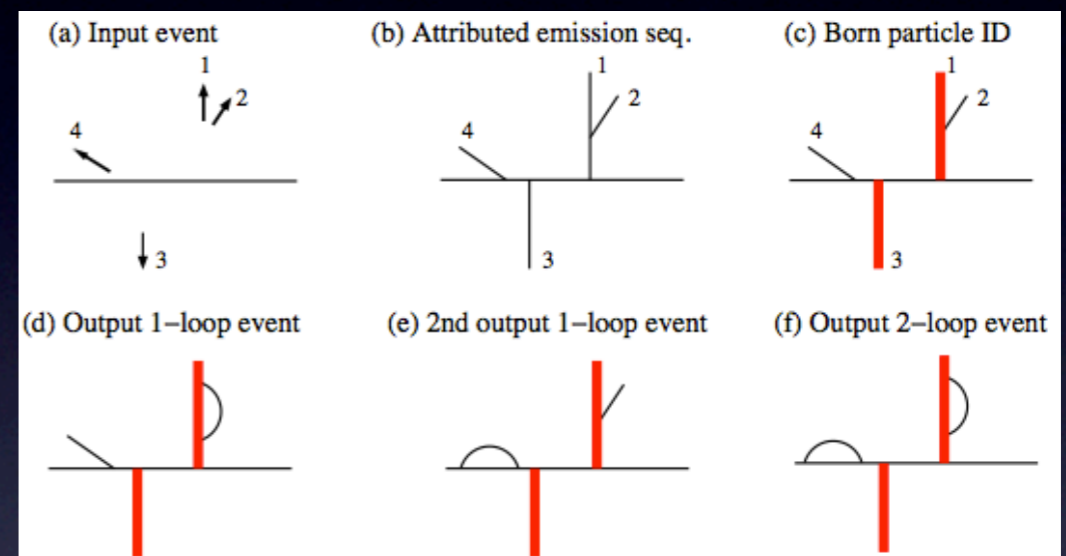 (a) Input event
1
2
4
3
(b) Attributed emission seq.
1
2
4
3
(c) Born particle ID
1
2
4
3
(d) Output 1−loop event
(e) 2nd output 1−loop event
(f) Output 2−loop event